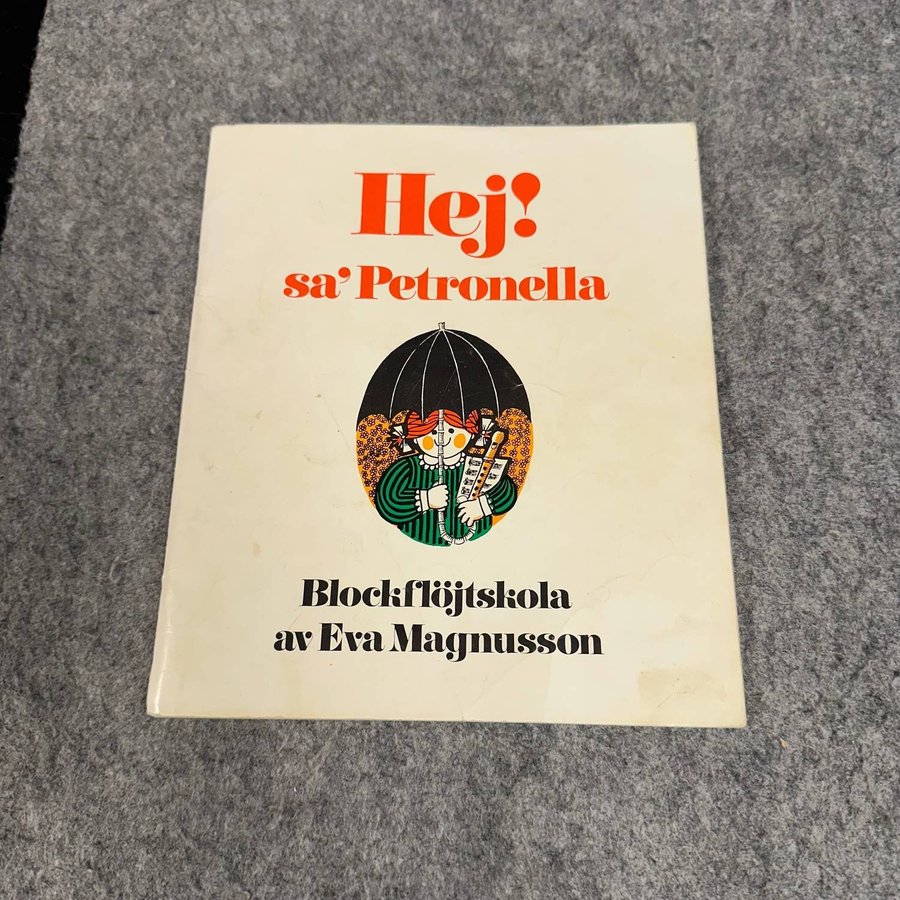 Hej!
sa' Petronella
Blockflöjtskola
av Eva Magnusson